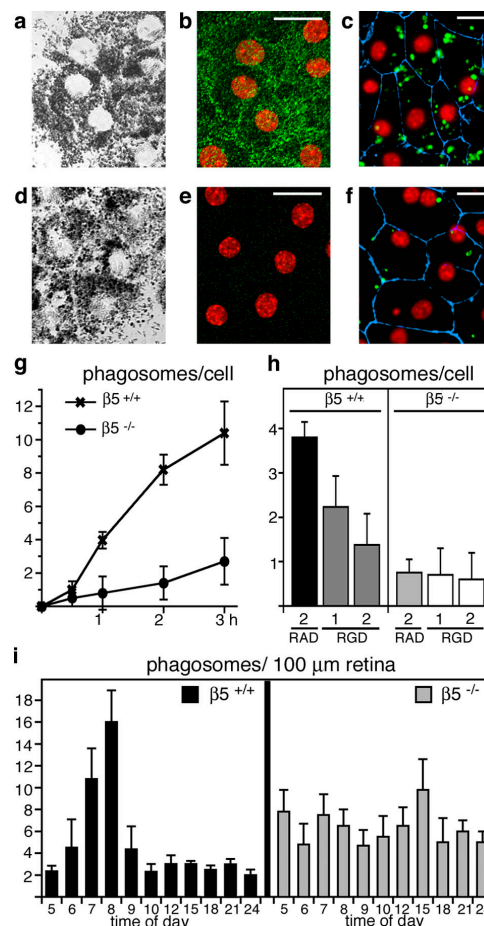 a
b
c
d
e
f
g
phagosomes/cell
β5 +/+
β5 -/-
12
10
8
6
4
2
1
2
3 h
h
phagosomes/cell
β5 +/+
β5 -/-
4
3
2
1
2 1 2 2 1 2
RAD RGD RAD RGD
i
phagosomes/ 100 μm retina
β5 +/+
β5 -/-
18
16
14
12
10
8
6
4
2
5 6 7 8 9 10 12 15 18 21 24
5 6 7 8 9 10 12 15 18 21
time of day
time of day